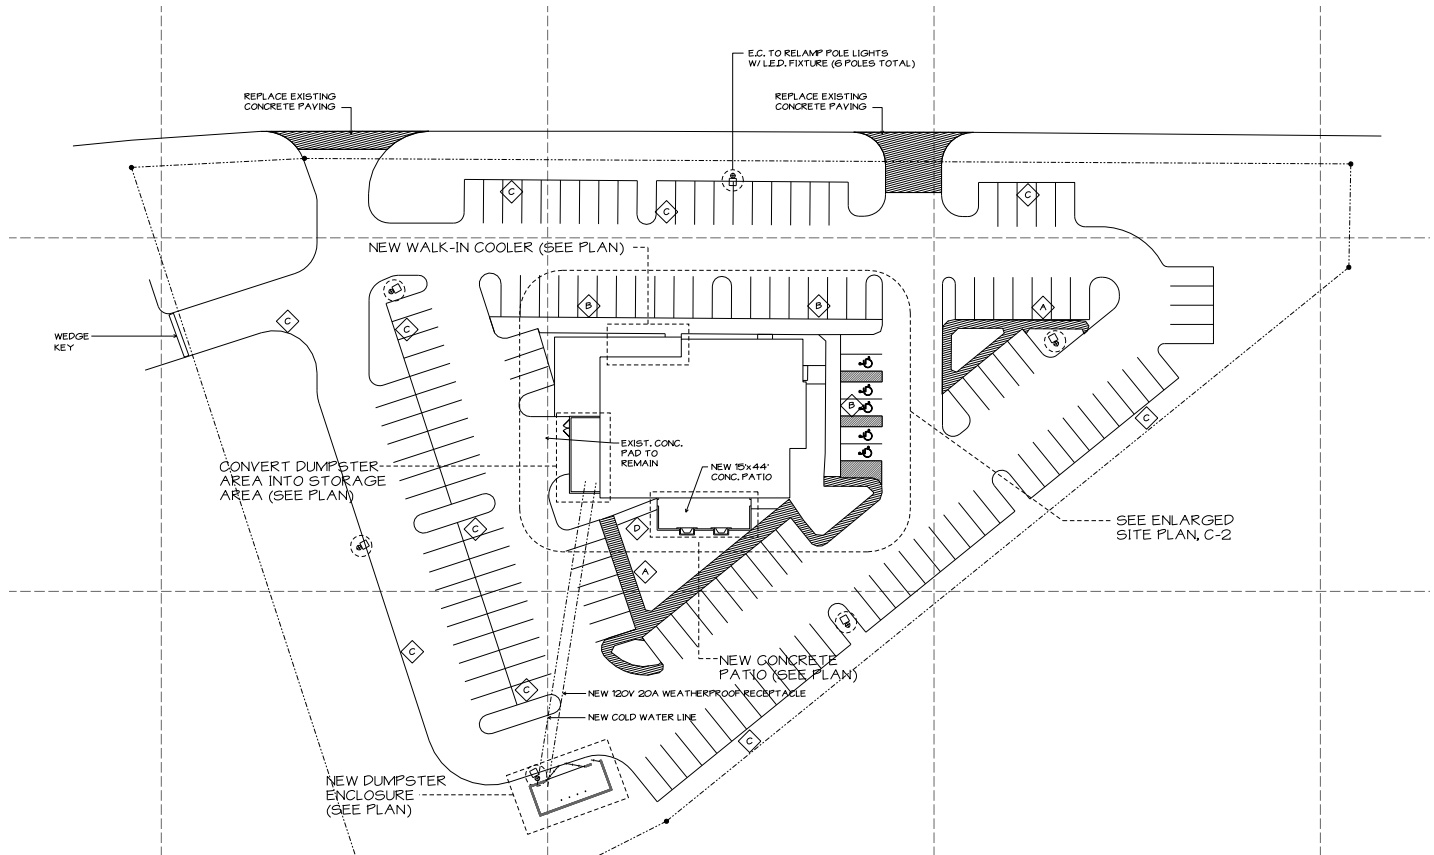 E.C. TO RELAMP POLE LIGHTS
W/ L.E.D. FIXTURE (6 POLES TOTAL)
REPLACE EXISTING
CONCRETE PAVING
REPLACE EXISTING
CONCRETE PAVING
C
C
C
NEW WALK-IN COOLER (SEE PLAN)
B
B
A
C
C
WEDGE
KEY
B
C
EXIST. CONC.
PAD TO
REMAIN
NEW 15'x44'
CONC. PATIO
CONVERT DUMPSTER
AREA INTO STORAGE
AREA (SEE PLAN)
C
D
SEE ENLARGED
SITE PLAN, C-2
A
C
NEW CONCRETE
PATIO (SEE PLAN)
C
NEW 120V 20A WEATHERPROOF RECEPTACLE
NEW COLD WATER LINE
C
NEW DUMPSTER
ENCLOSURE
(SEE PLAN)